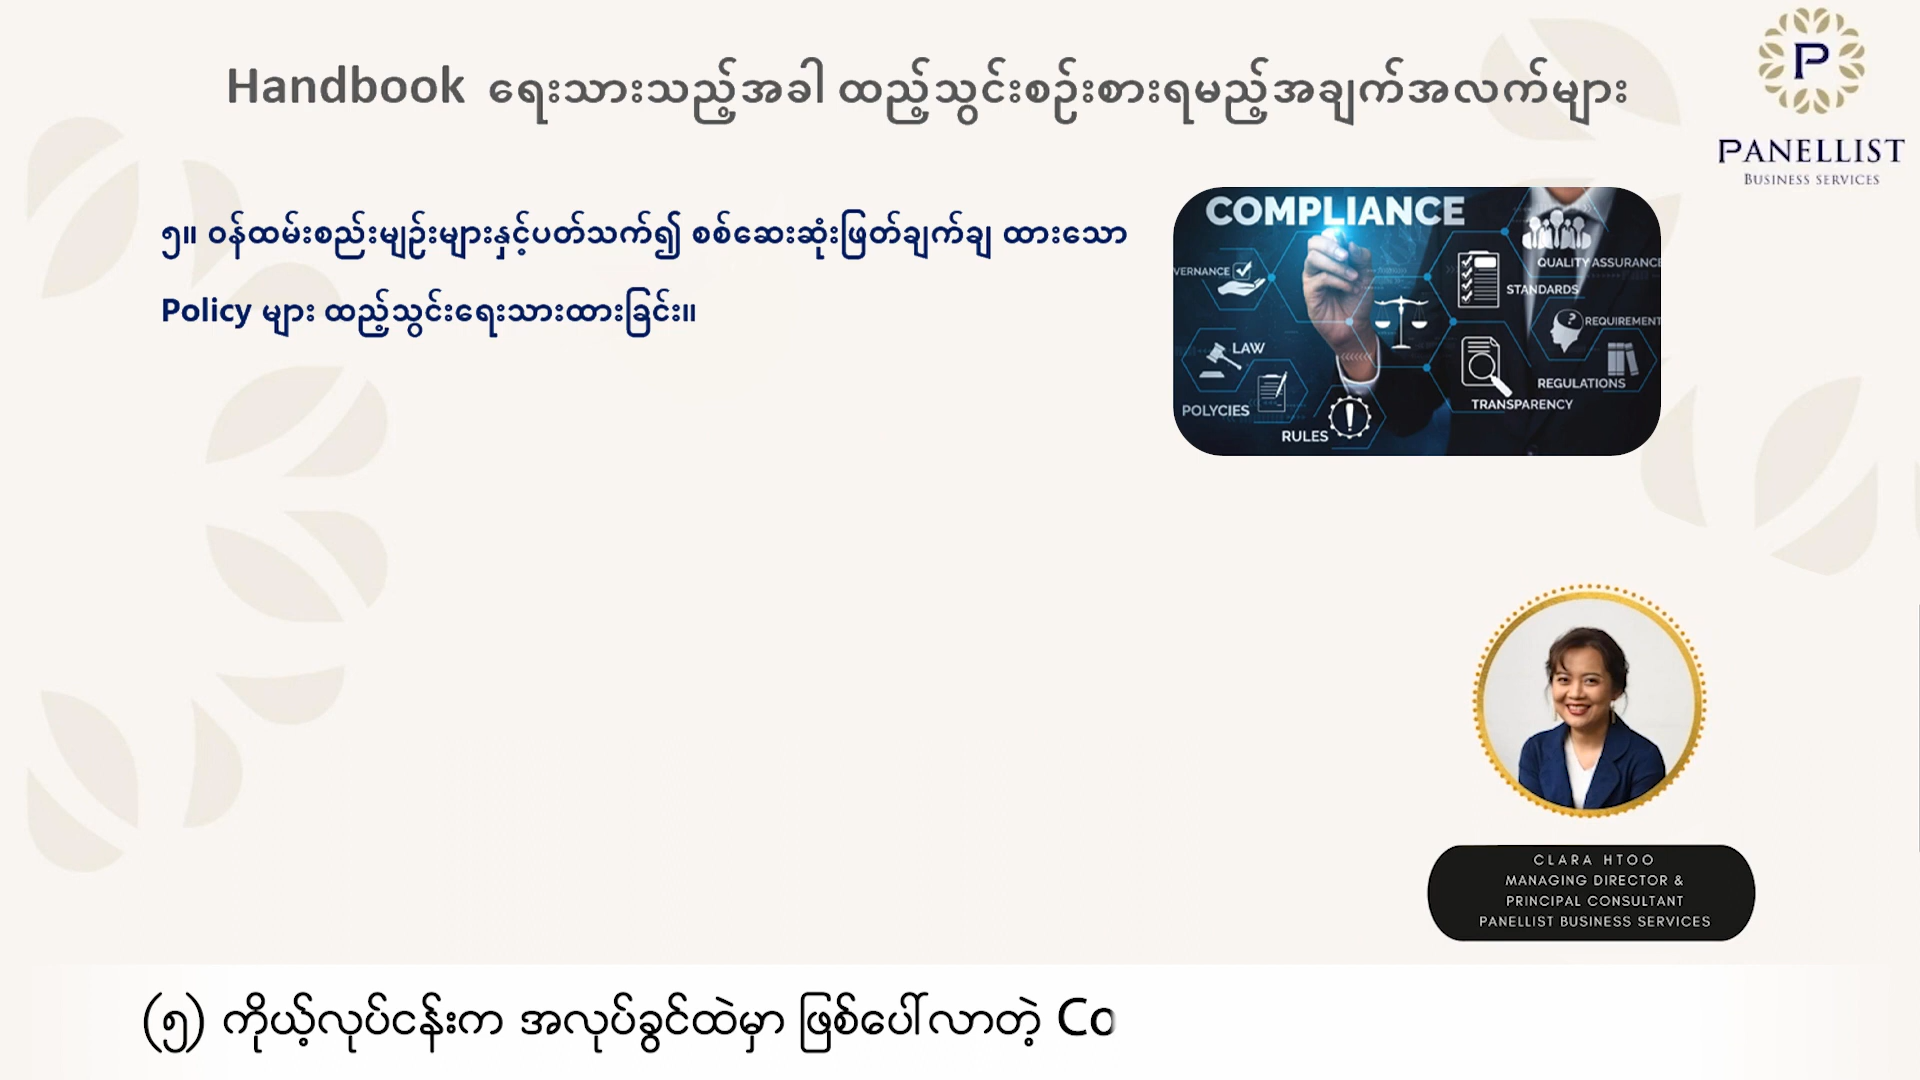 Handbook ရေးသားသည့်အခါ ထည့်သွင်းစဉ်းစားရမည့်အချက်အလက်များ
P
PANELLIST
BUSINESS SERVICES
၅။ ဝန်ထမ်းစည်းမျဉ်းများနှင့်ပတ်သက်၍ စစ်ဆေးဆုံးဖြတ်ချက်ချ ထားသော
Policy များ ထည့်သွင်းရေးသားထားခြင်း။
COMPLIANCE
VERNANCE
QUALITY ASSURANCE
STANDARDS
REQUIREMENT
LAW
REGULATIONS
POLYCIES
TRANSPARENCY
RULES
CLARA HTOO
MANAGING DIRECTOR &
PRINCIPAL CONSULTANT
PANELLIST BUSINESS SERVICES
(၅) ကိုယ့်လုပ်ငန်းက အလုပ်ခွင်ထဲမှာ ဖြစ်ပေါ်လာတဲ့ Co